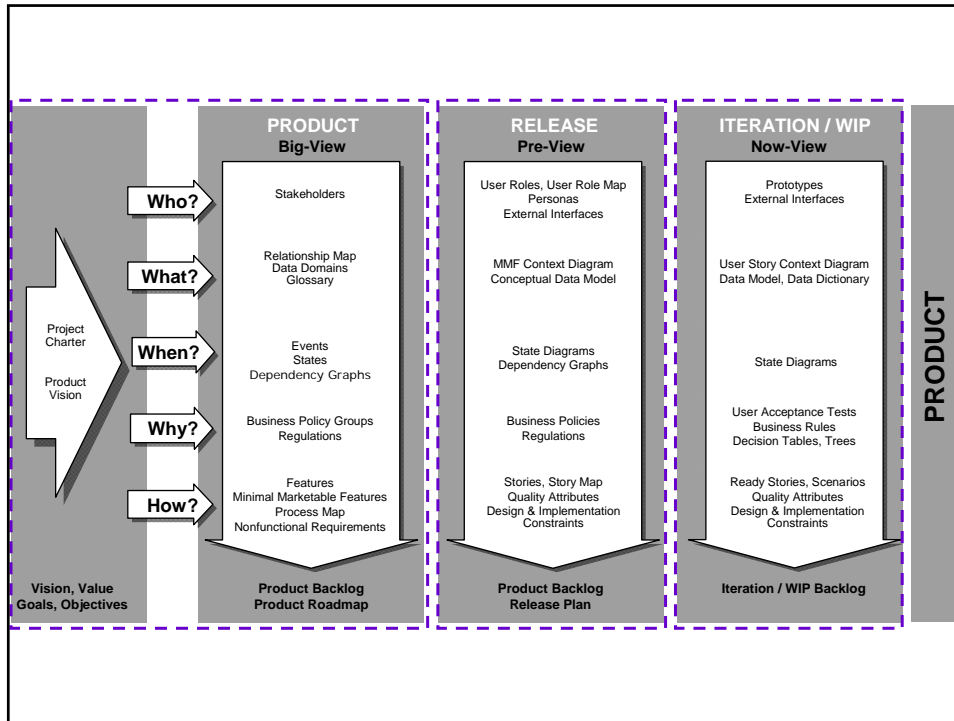 Project
Charter
Product
Vision
Vision, Value
Goals, Objectives
Who?
What?
When?
Why?
How?
PRODUCT
Big-View
Stakeholders
Relationship Map
Data Domains
Glossary
Events
States
Dependency Graphs
Business Policy Groups
Regulations
Features
Minimal Marketable Features
Process Map
Nonfunctional Requirements
Product Backlog
Product Roadmap
RELEASE
Pre-View
User Roles, User Role Map
Personas
External Interfaces
MMF Context Diagram
Conceptual Data Model
State Diagrams
Dependency Graphs
Business Policies
Regulations
Stories, Story Map
Quality Attributes
Design & Implementation
Constraints
Product Backlog
Release Plan
ITERATION / WIP
Now-View
Prototypes
External Interfaces
User Story Context Diagram
Data Model, Data Dictionary
State Diagrams
User Acceptance Tests
Business Rules
Decision Tables, Trees
Ready Stories, Scenarios
Quality Attributes
Design & Implementation
Constraints
Iteration / WIP Backlog
PRODUCT